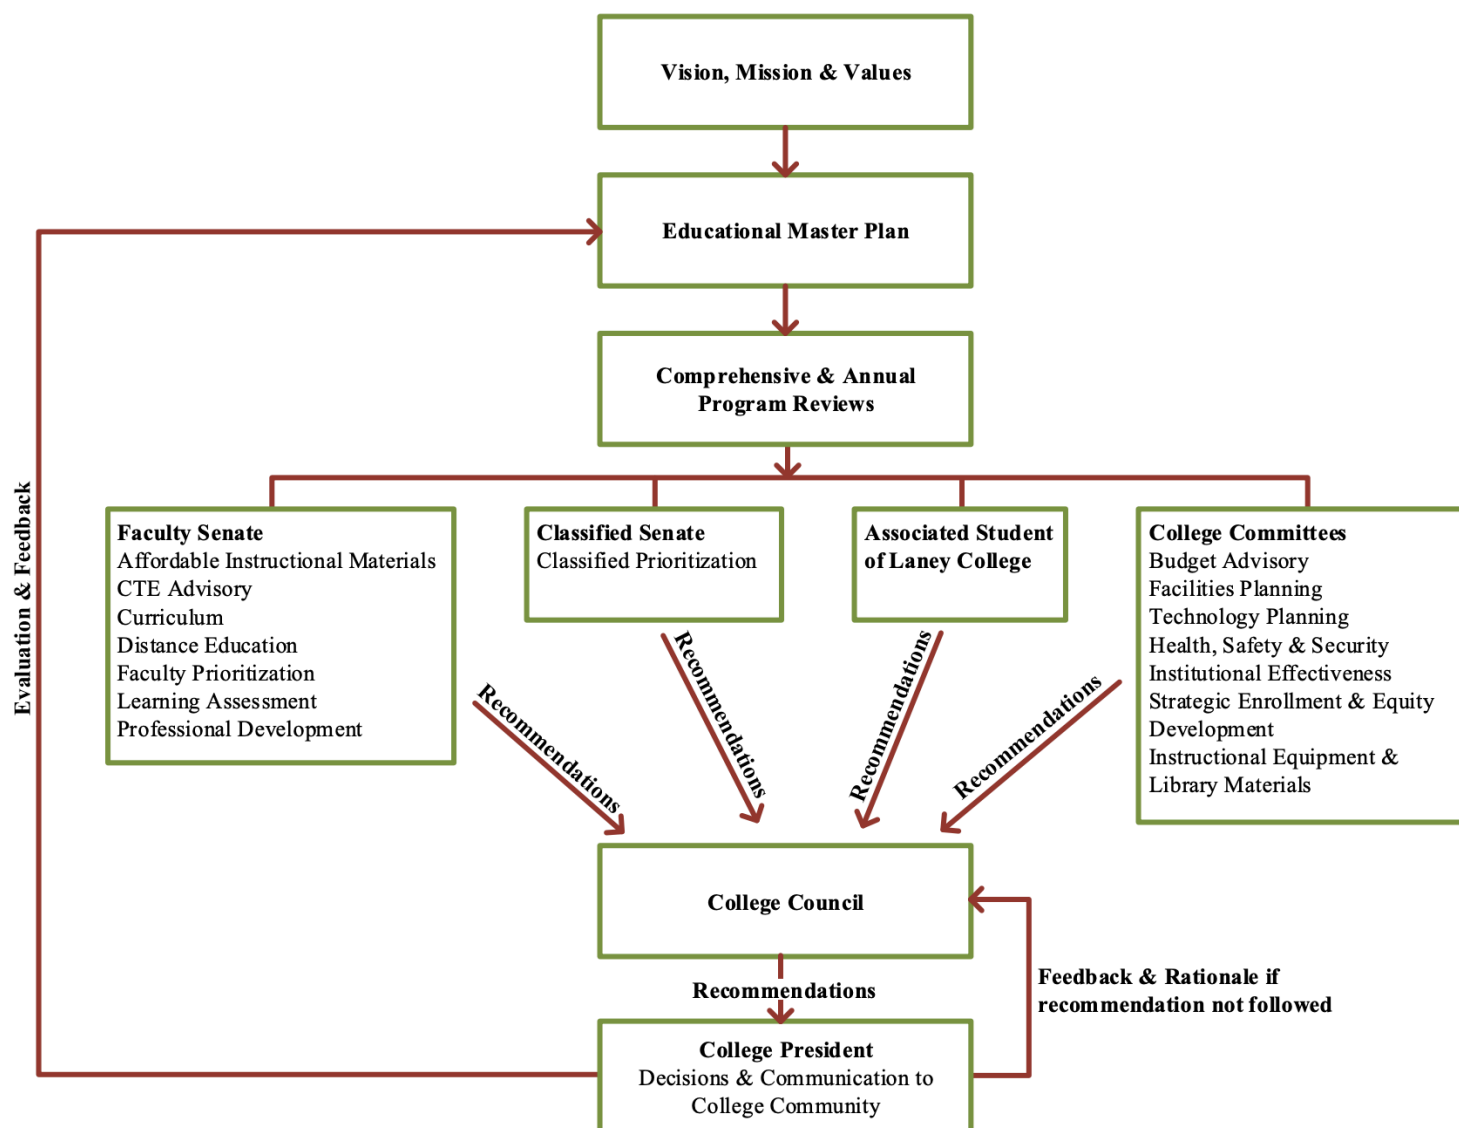 Vision, Mission & Values
Educational Master Plan
Comprehensive & Annual
Program Reviews
Evaluation & Feedback
Faculty Senate
Affordable Instructional Materials
CTE Advisory
Curriculum
Distance Education
Faculty Prioritization
Learning Assessment
Professional Development
Classified Senate
Classified Prioritization
Associated Student
of Laney College
College Committees
Budget Advisory
Facilities Planning
Technology Planning
Health, Safety & Security
Institutional Effectiveness
Strategic Enrollment & Equity
Development
Instructional Equipment &
Library Materials
Recommendations
Recommendations
Recommendations
Recommendations
College Council
Recommendations
Feedback & Rationale if
recommendation not followed
College President
Decisions & Communication to
College Community